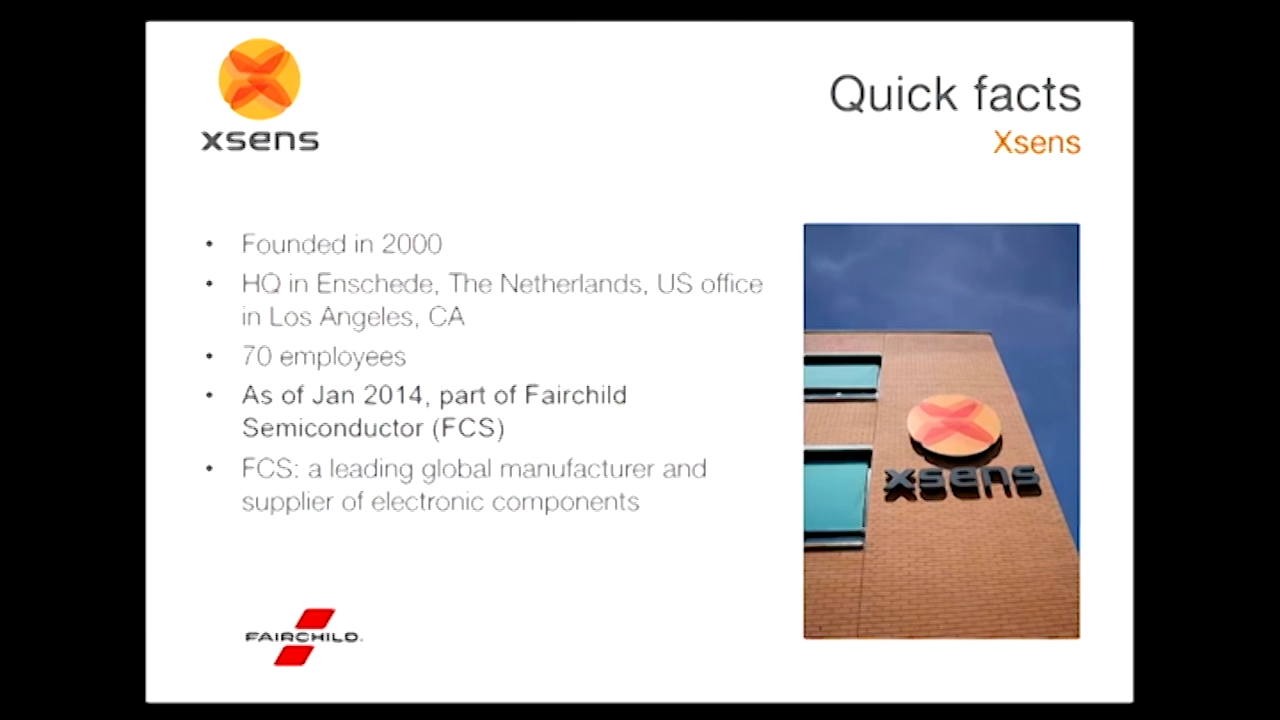 xsens
Quick facts
Xsens
• Founded in 2000
• HQ in Enschede, The Netherlands, US office
in Los Angeles, CA
• 70 employees
• As of Jan 2014, part of Fairchild
Semiconductor (FCS)
• FCS: a leading global manufacturer and
supplier of electronic components
xsens
FAIRCHILD.